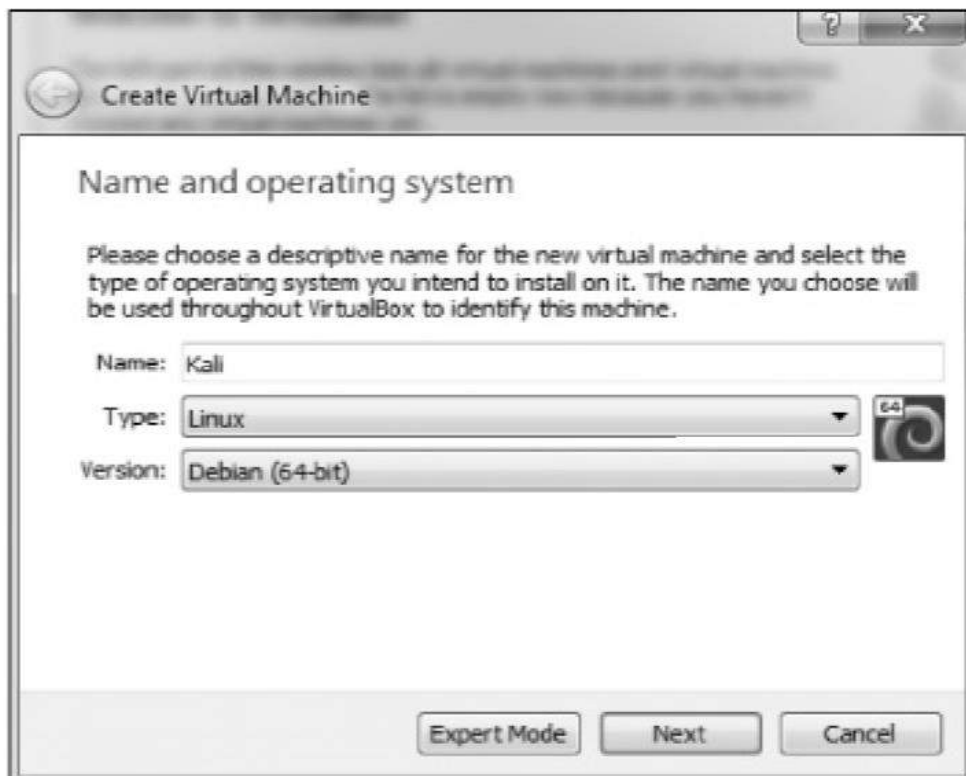 ?
Create Virtual Machine
Name and operating system
Please choose a descriptive name for the new virtual machine and select the
type of operating system you intend to install on it. The name you choose will
be used throughout VirtualBox to identify this machine.
Name: Kali
Type: Linux
64
Version: Debian (64-bit)
Expert Mode Next Cancel